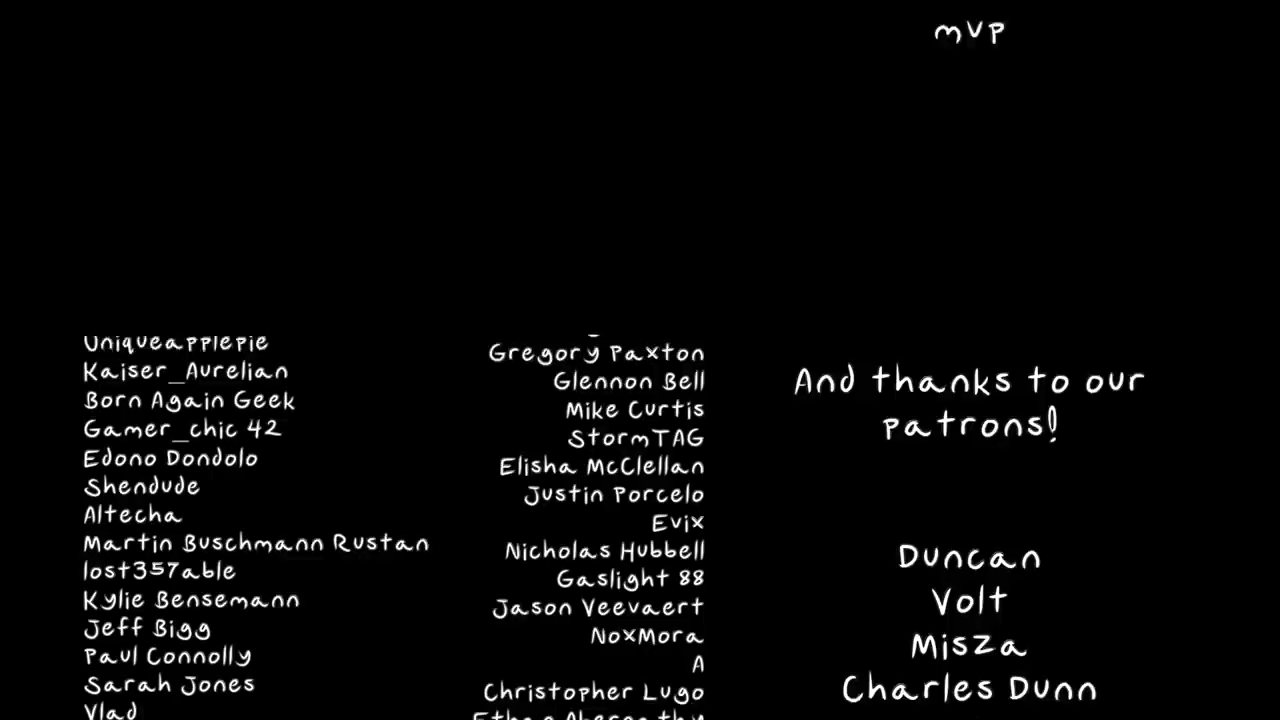 mvp
Uniqueapplepie
Kaiser_Aurelian
Born Again Geek
Gamer_chic 42
Edono Dondolo
Shendude
Altecha
Martin Buschmann Rustan
lost357able
Kylie Bensemann
Jeff Bigg
Paul Connolly
Sarah Jones
Vlad
Gregory Paxton
Glennon Bell
Mike Curtis
StormTAG
Elisha McClellan
Justin Porcelo
Evix
Nicholas Hubbell
Gaslight 88
Jason Veevaert
NoxMora
A
Christopher Lugo
And thanks to our
patrons!
Duncan
Volt
Misza
Charles Dunn